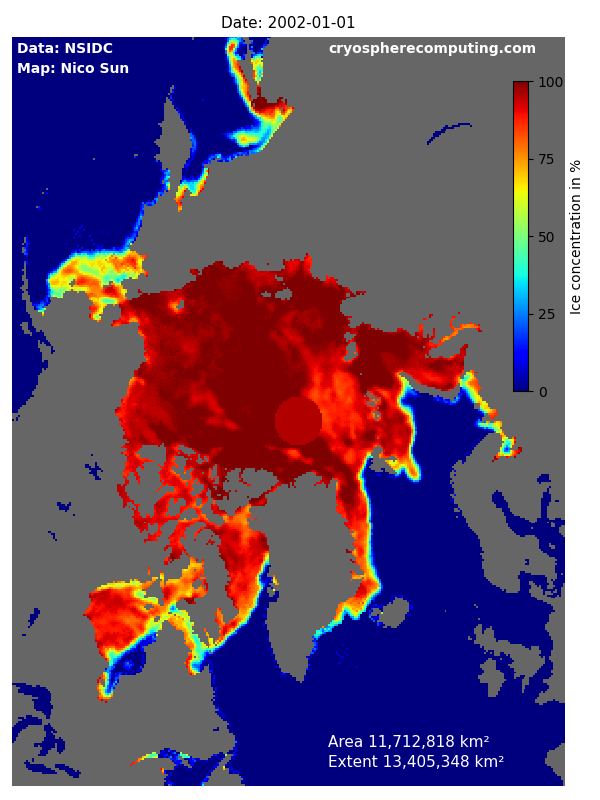 Date: 2002-01-01
Data: NSIDC
Map: Nico Sun
cryospherecomputing.com
100
75
50
25
0
Ice concentration in %
Area 11,712,818 km²
Extent 13,405,348 km²